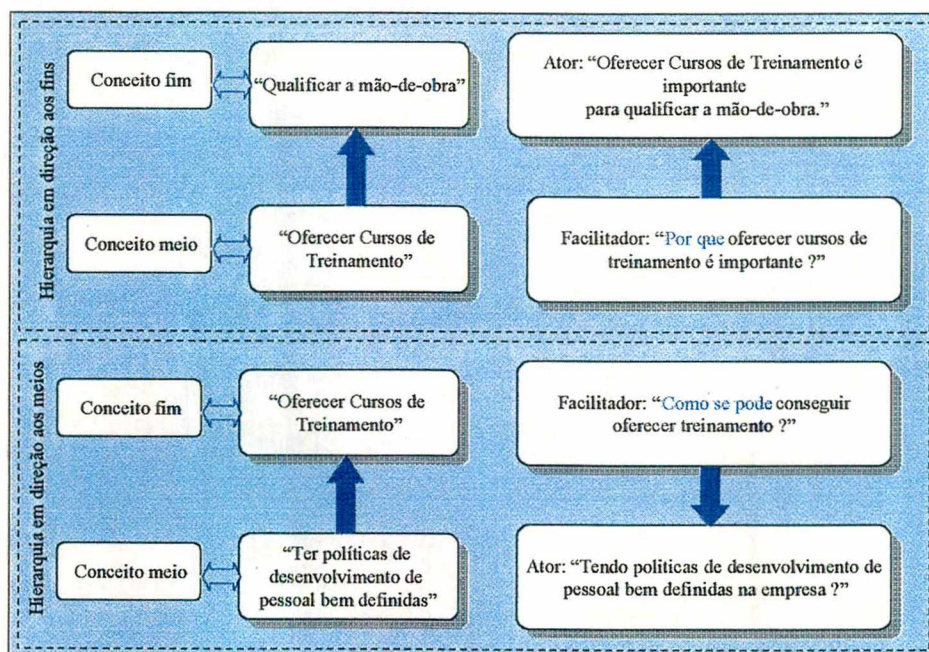 Hierarquia em direção aos fins
Conceito fim
“Qualificar a mão-de-obra”
Ator: “Oferecer Cursos de Treinamento é
importante
para qualificar a mão-de-obra.”
Conceito meio
“Oferecer Cursos de
Treinamento”
Facilitador: “Por que oferecer cursos de
treinamento é importante ?”
Hierarquia em direção aos meios
Conceito fim
“Oferecer Cursos de
Treinamento”
Facilitador: “Como se pode conseguir
oferecer treinamento ?”
Conceito meio
“Ter políticas de
desenvolvimento de
pessoal bem definidas”
Ator: “Tendo politicas de desenvolvimento de
pessoal bem definidas na empresa ?”